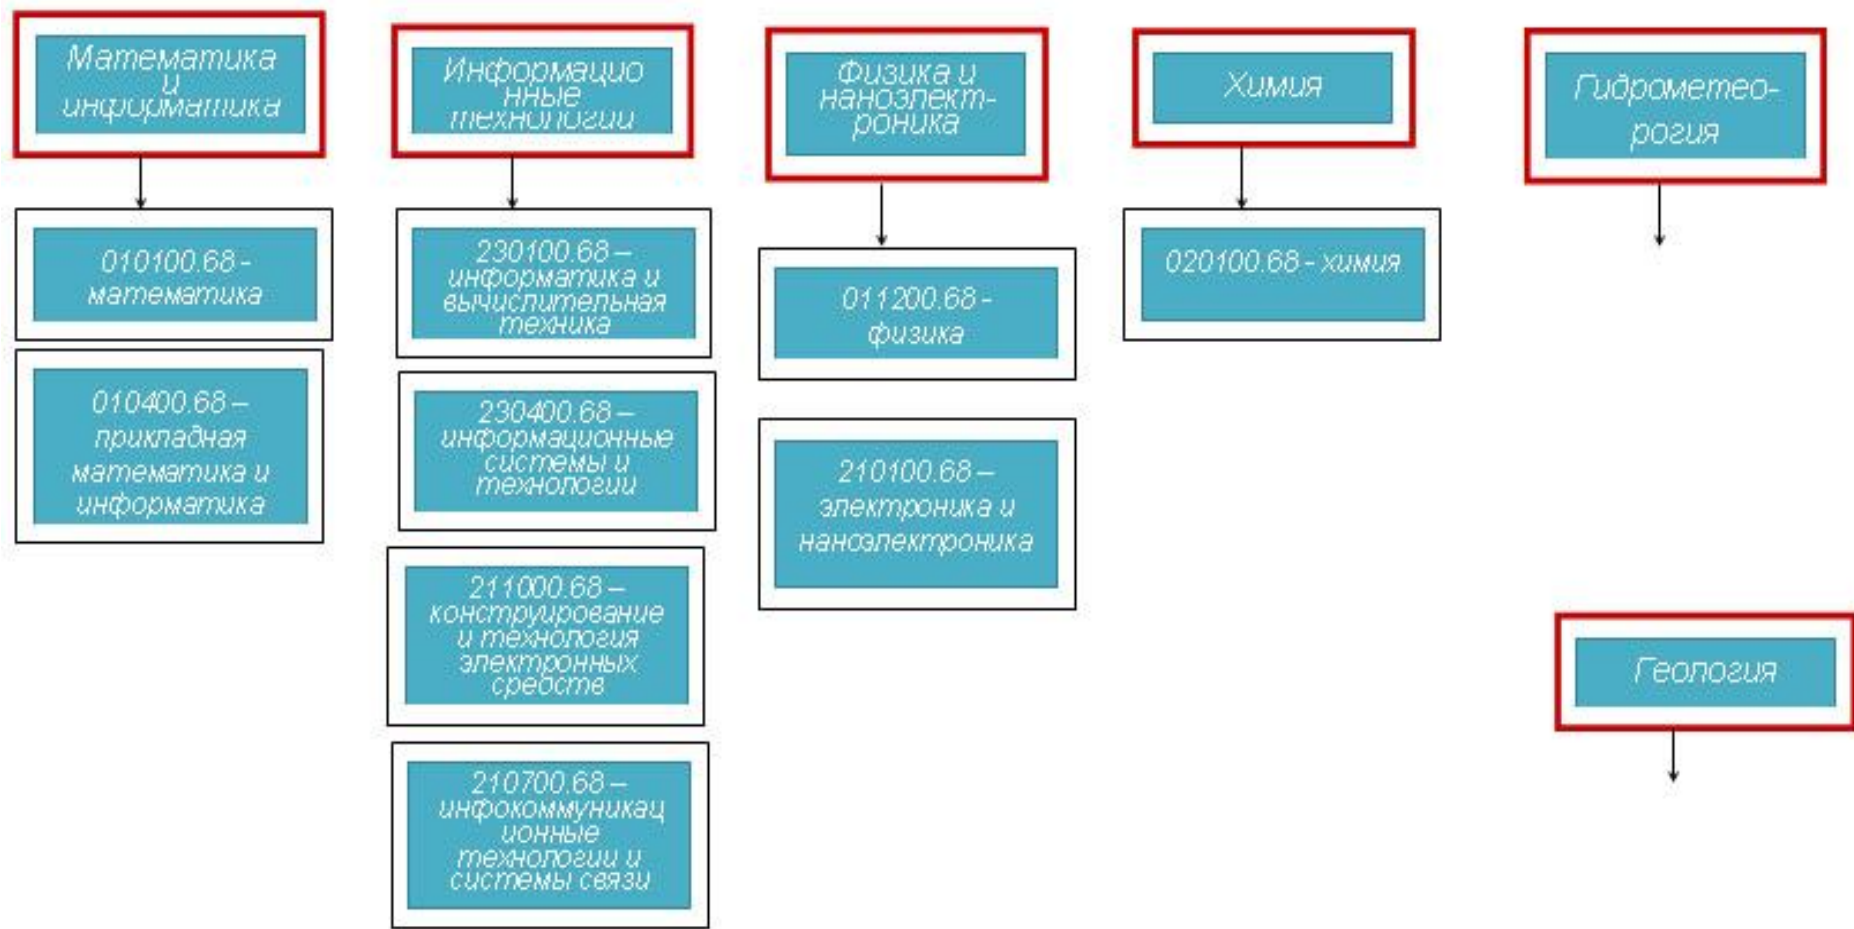 Математика
и
информатика
010100.68 -
математика
010400.68 –
прикладная
математика и
информатика
Информацио
нные
технологии
230100.68 –
информатика и
вычислительная
техника
230400.68 –
информационные
системы и
технологии
211000.68 –
конструирование
и технология
электронных
средств
210700.68 –
инфокоммуникац
ионные
технологии и
системы связи
Физика и
наноэлект-
роника
011200.68 -
физика
210100.68 –
электроника и
наноэлектроника
Химия
020100.68 - химия
Гидрометео-
рогия
Геология